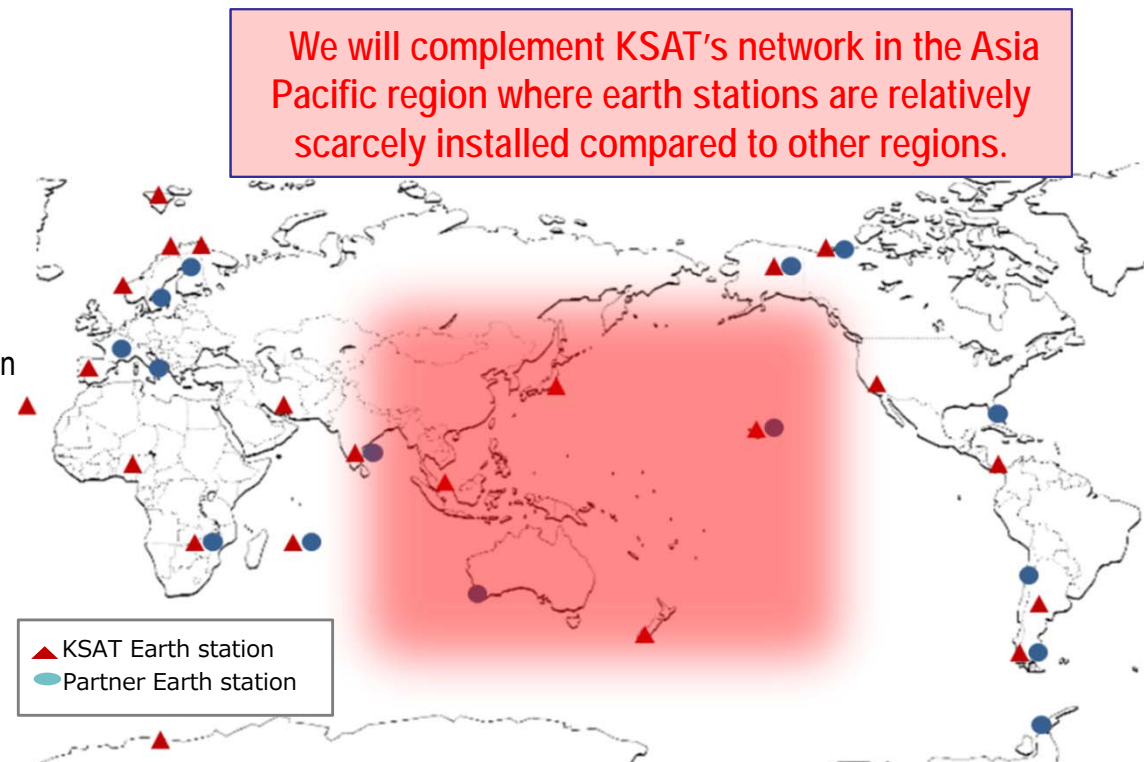 We will complement KSAT's network in the Asia
Pacific region where earth stations are relatively
scarcely installed compared to other regions.
n
KSAT Earth station
Partner Earth station